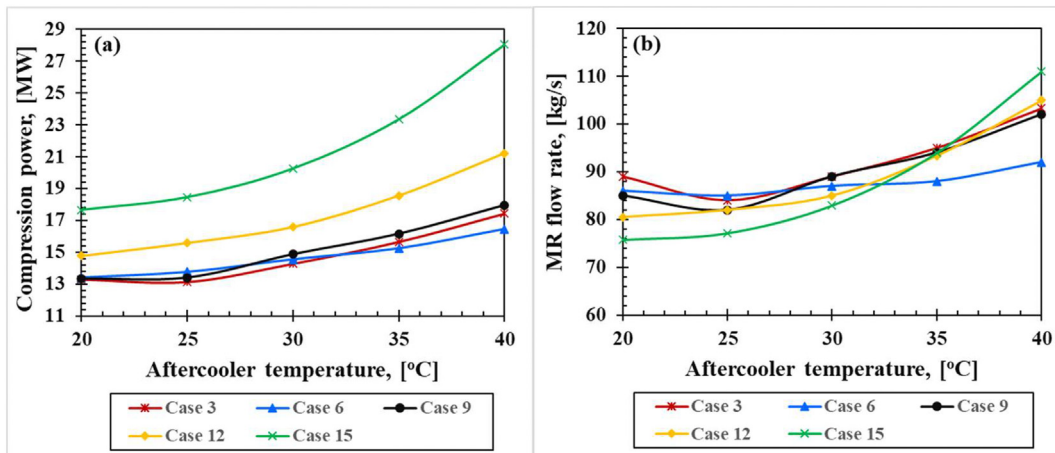 (a)
Compression power, [MW]
29
27
25
23
21
19
17
15
13
11
20 25 30 35 40
Aftercooler temperature, [°C]
Case 3 Case 6 Case 9
Case 12 Case 15
(b)
MR flow rate, [kg/s]
120
110
100
90
80
70
60
20 25 30 35 40
Aftercooler temperature, [°C]
Case 3 Case 6 Case 9
Case 12 Case 15